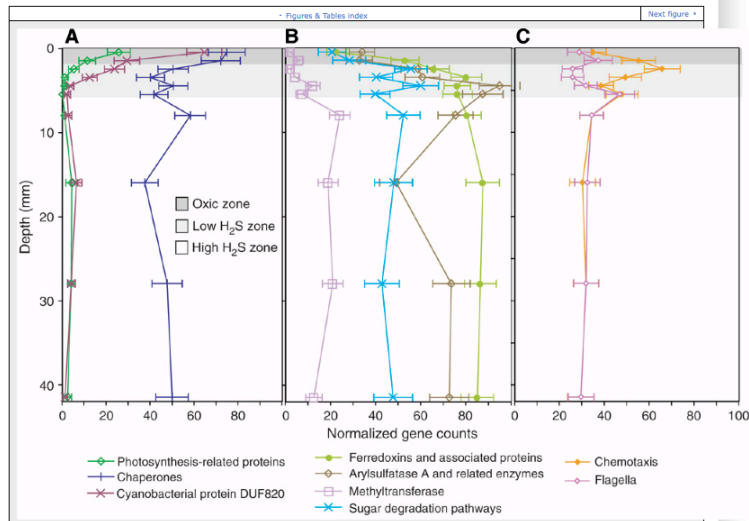 • Figures & Tables index
Next figure •
A
B
C
0
10
20
30
40
Depth (mm)
Oxic zone
Low H₂S zone
High H₂S zone
0 20 40 60 80
0 20 40 60 80
0 20 40 60 80 100
Normalized gene counts
Photosynthesis-related proteins
Chaperones
Cyanobacterial protein DUF820
Ferredoxins and associated proteins
Arylsulfatase A and related enzymes
Methyltransferase
Sugar degradation pathways
Chemotaxis
Flagella